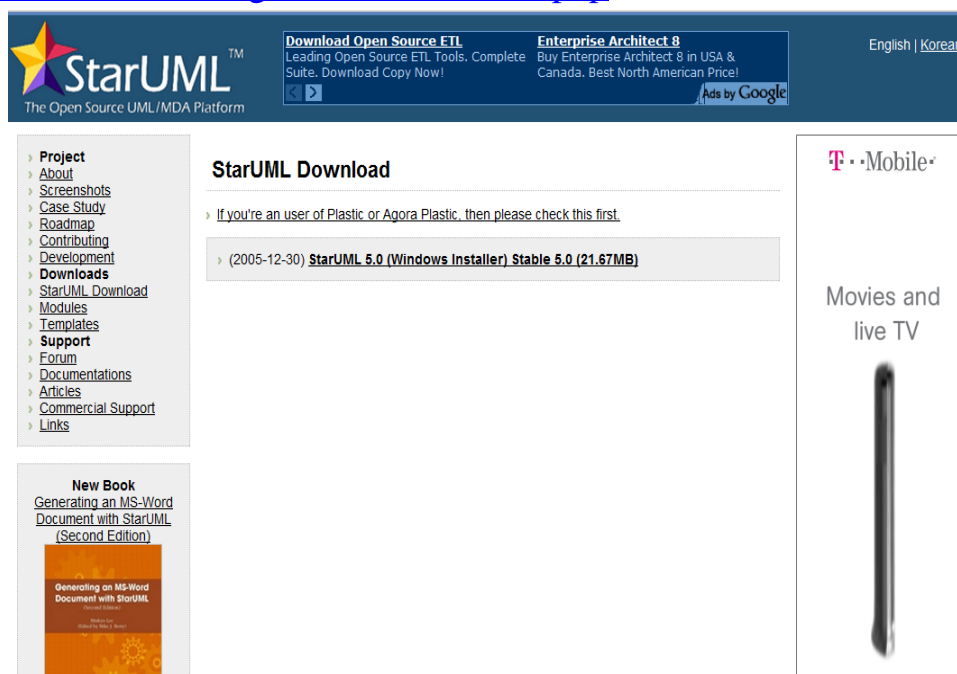 StarUML™
The Open Source UML/MDA Platform
Download Open Source ETL
Leading Open Source ETL Tools. Complete
Suite. Download Copy Now!
Enterprise Architect 8
Buy Enterprise Architect 8 in USA &
Canada. Best North American Price!
Ads by Google
English | Korean
Project
About
Screenshots
Case Study
Roadmap
Contributing
Development
Downloads
StarUML Download
Modules
Templates
Support
Forum
Documentations
Articles
Commercial Support
Links
New Book
Generating an MS-Word
Document with StarUML
(Second Edition)
Generating an MS-Word
Document with StarUML
(Second Edition)
StarUML Download
If you're an user of Plastic or Agora Plastic, then please check this first.
(2005-12-30) StarUML 5.0 (Windows Installer) Stable 5.0 (21.67MB)
T··Mobile·
Movies and
live TV